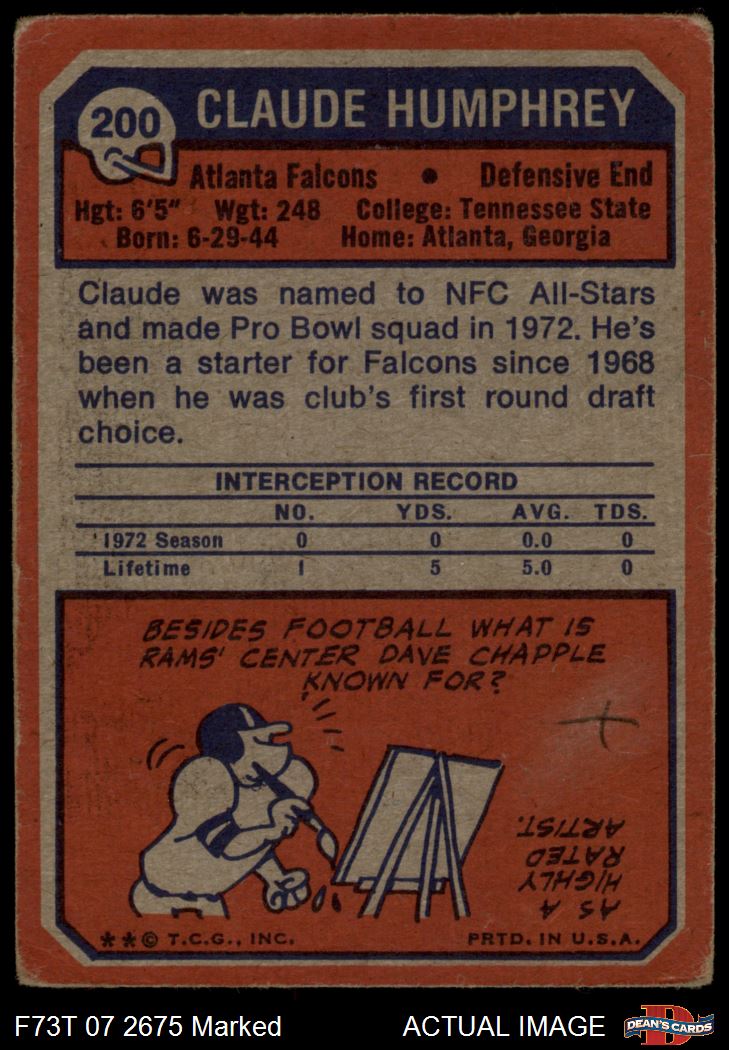 200 CLAUDE HUMPHREY
Atlanta Falcons • Defensive End
Hgt: 6'5" Wgt: 248 College: Tennessee State
Born: 6-29-44 Home: Atlanta, Georgia
Claude was named to NFC All-Stars
and made Pro Bowl squad in 1972. He's
been a starter for Falcons since 1968
when he was club's first round draft
choice.
INTERCEPTION RECORD
NO. YDS. AVG. TDS.
1972 Season 0 0 0.0 0
Lifetime 1 5 5.0 0
BESIDES FOOTBALL WHAT IS
RAMS' CENTER DAVE CHAPPLE
KNOWN FOR?
AS A
HIGHLY
RATED
ARTIST.
**© T.C.G., INC. PRTD. IN U.S.A.
F73T 07 2675 Marked ACTUAL IMAGE DEAN'S CARDS